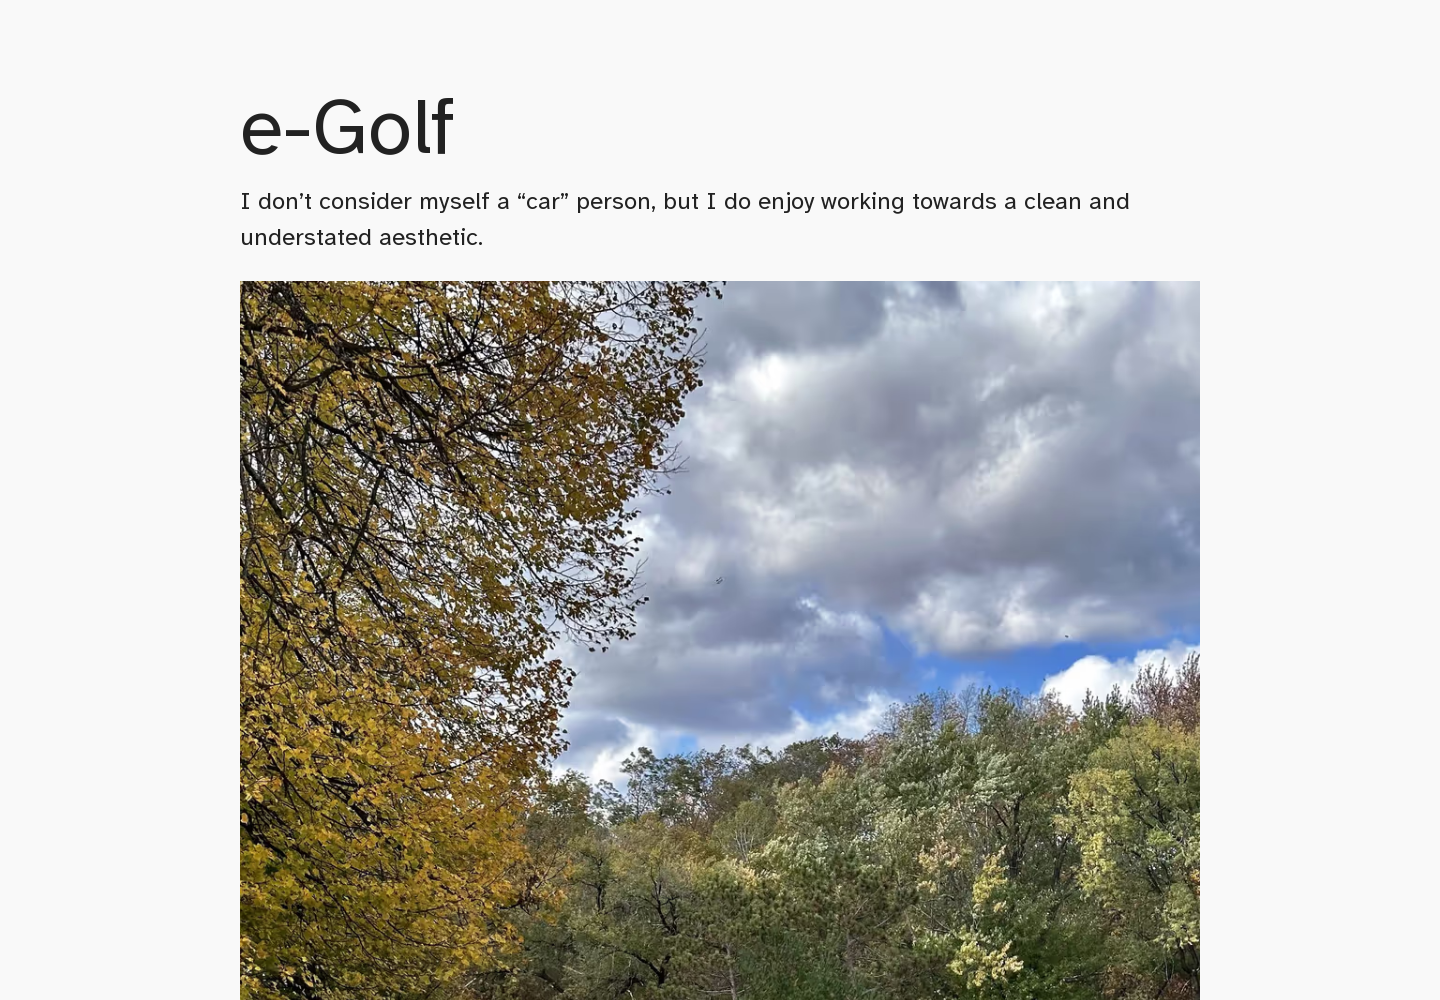 e-Golf
I don’t consider myself a “car” person, but I do enjoy working towards a clean and
understated aesthetic.